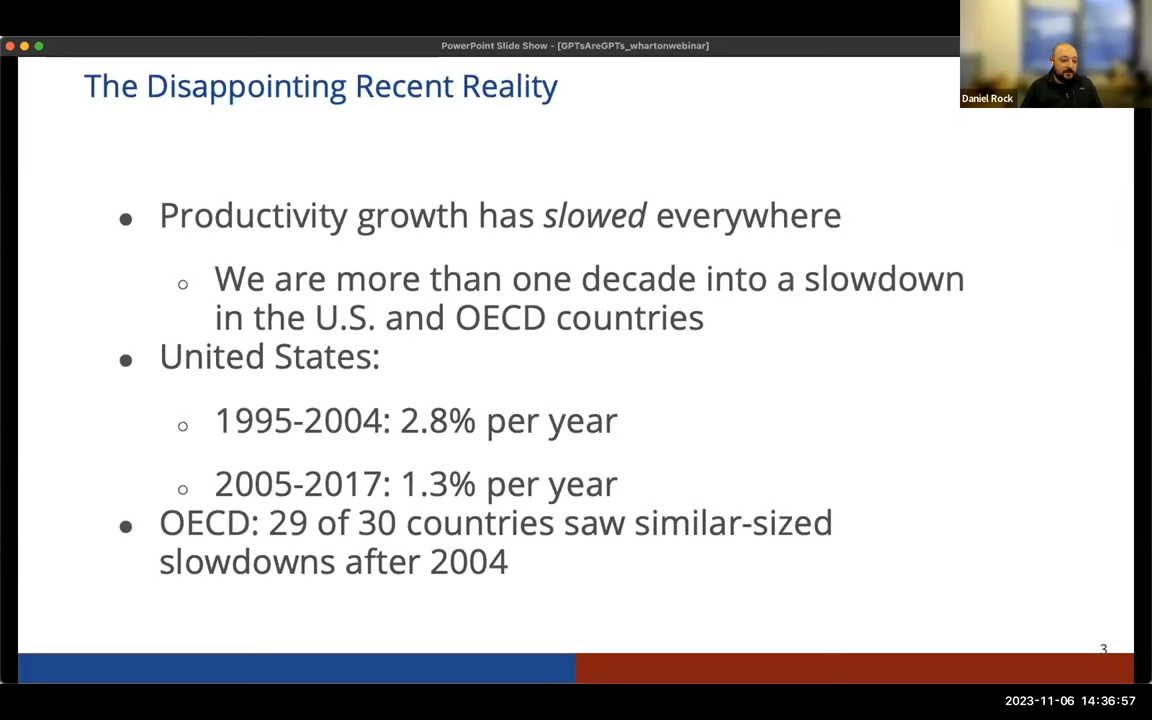 PowerPoint Slide Show - [GPTsAreGPTs_whartonwebinar]
Daniel Rock
The Disappointing Recent Reality
● Productivity growth has slowed everywhere
○ We are more than one decade into a slowdown
in the U.S. and OECD countries
● United States:
○ 1995-2004: 2.8% per year
○ 2005-2017: 1.3% per year
● OECD: 29 of 30 countries saw similar-sized
slowdowns after 2004
3
2023-11-06 14:36:57